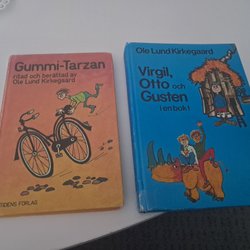 Gummi-Tarzan
ritad och berättad av
Ole Lund Kirkegaard
TIDENS FÖRLAG
Ole Lund Kirkegaard
Virgil,
Otto och
Gusten
i en bok!